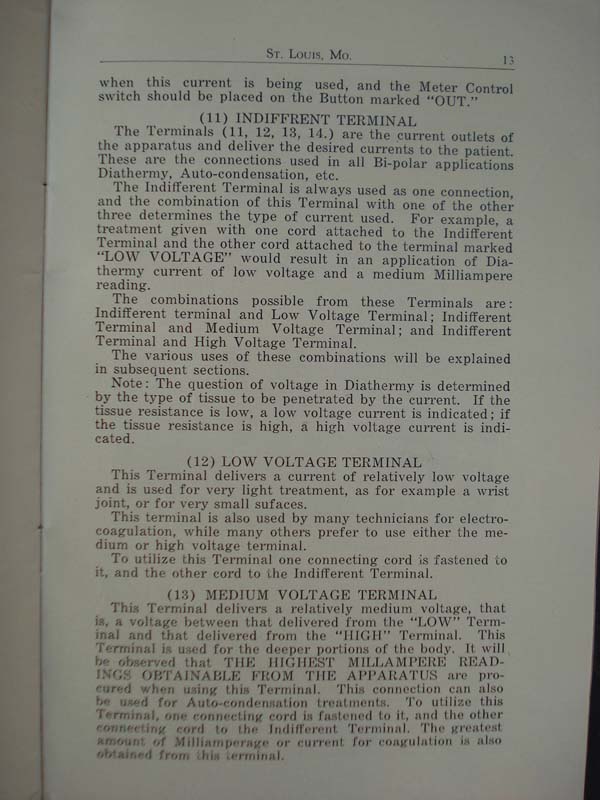 St. Louis, Mo. 13
when this current is being used, and the Meter Control
switch should be placed on the Button marked “OUT.”
(11) INDIFFRENT TERMINAL
The Terminals (11, 12, 13, 14.) are the current outlets of
the apparatus and deliver the desired currents to the patient.
These are the connections used in all Bi-polar applications
Diathermy, Auto-condensation, etc.
The Indifferent Terminal is always used as one connection,
and the combination of this Terminal with one of the other
three determines the type of current used. For example, a
treatment given with one cord attached to the Indifferent
Terminal and the other cord attached to the terminal marked
“LOW VOLTAGE” would result in an application of Dia-
thermy current of low voltage and a medium Milliampere
reading.
The combinations possible from these Terminals are:
Indifferent terminal and Low Voltage Terminal; Indifferent
Terminal and Medium Voltage Terminal; and Indifferent
Terminal and High Voltage Terminal.
The various uses of these combinations will be explained
in subsequent sections.
Note: The question of voltage in Diathermy is determined
by the type of tissue to be penetrated by the current. If the
tissue resistance is low, a low voltage current is indicated; if
the tissue resistance is high, a high voltage current is indi-
cated.
(12) LOW VOLTAGE TERMINAL
This Terminal delivers a current of relatively low voltage
and is used for very light treatment, as for example a wrist
joint, or for very small sufaces.
This terminal is also used by many technicians for electro-
coagulation, while many others prefer to use either the me-
dium or high voltage terminal.
To utilize this Terminal one connecting cord is fastened to
it, and the other cord to the Indifferent Terminal.
(13) MEDIUM VOLTAGE TERMINAL
This Terminal delivers a relatively medium voltage, that
is, a voltage between that delivered from the “LOW” Term-
inal and that delivered from the “HIGH” Terminal. This
Terminal is used for the deeper portions of the body. It will
be observed that THE HIGHEST MILLAMPERE READ-
INGS OBTAINABLE FROM THE APPARATUS are pro-
cured when using this Terminal. This connection can also
be used for Auto-condensation treatments. To utilize this
Terminal, one connecting cord is fastened to it, and the other
connecting cord to the Indifferent Terminal. The greatest
amount of Milliamperage or current for coagulation is also
obtained from this terminal.